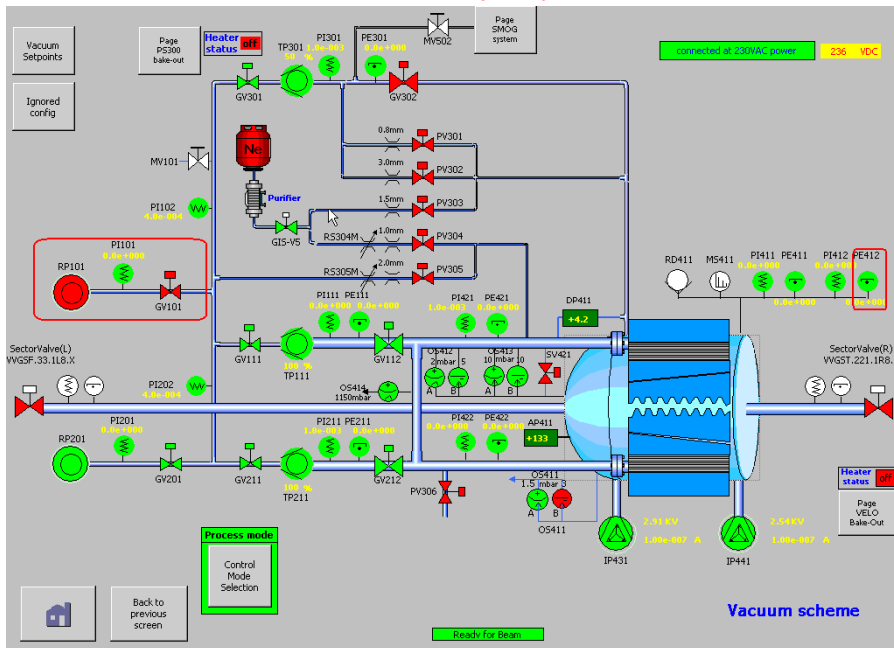 Vacuum
Setpoints
Page
PS300
bake-out
Heater
status off
TP301
50 %
PI301
1.0e-003
PE301
0.0e+000
MV502
Page
SMOG
system
connected at 230VAC power
236 VDC
Ignored
config
GV301
GV302
MV101
Ne
0.8mm
PV301
3.0mm
PV302
Purifier
1.5mm
PV303
PI102
4.0e-004
GIS-V5
RS304M
1.0mm
PV304
RS305M
2.0mm
PV305
PI101
0.0e+000
RP101
GV101
RD411
MS411
PI411
0.0e+000
PE411
0.0e+000
PI412
0.0e+000
PE412
PI111
0.0e+000
PE111
0.0e+000
PI421
1.0e-003
PE421
0.0e+000
DP411
+4.2
SectorValve(L)
VVGSF.33.1L8.X
GV111
100 %
TP111
GV112
OS412
2 mbar .5
A B
OS413
10 mbar 10
A B
SV421
SectorValve(R)
VVGST.221.1R8.
PI202
4.0e-004
OS414
1150mbar
PI201
0.0e+000
RP201
GV201
GV211
PI211
1.0e-003
PE211
0.0e+000
100 %
TP211
GV212
PI422
0.0e+000
PE422
0.0e+000
AP411
+133
PV306
OS411
1.5 mbar 3
A B
OS411
Heater
status off
Page
VELO
Bake-Out
2.91 KV
1.00e-007 A
IP431
2.54 KV
1.00e-007 A
IP441
Process mode
Control
Mode
Selection
Back to
previous
screen
Vacuum scheme
Ready for Beam